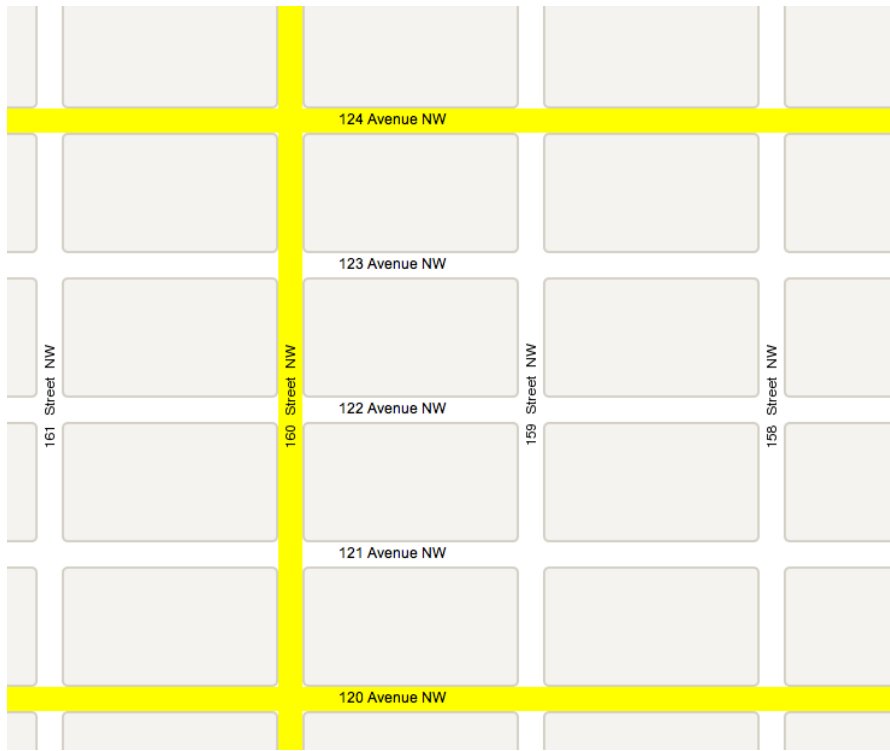 124 Avenue NW
123 Avenue NW
161 Street NW
160 Street NW
159 Street NW
158 Street NW
122 Avenue NW
121 Avenue NW
120 Avenue NW